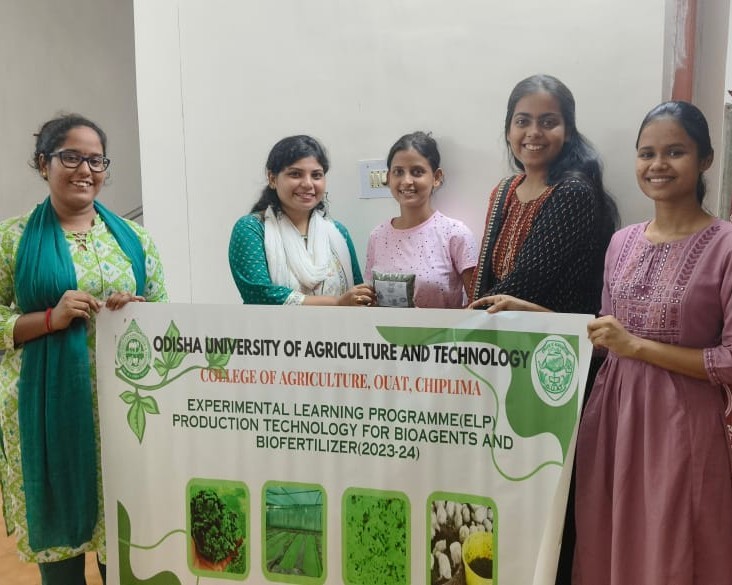 ODISHA UNIVERSITY OF AGRICULTURE AND TECHNOLOGY
COLLEGE OF AGRICULTURE, OUAT, CHIPLIMA
EXPERIMENTAL LEARNING PROGRAMME(ELP)
PRODUCTION TECHNOLOGY FOR BIOAGENTS AND
BIOFERTILIZER(2023-24)